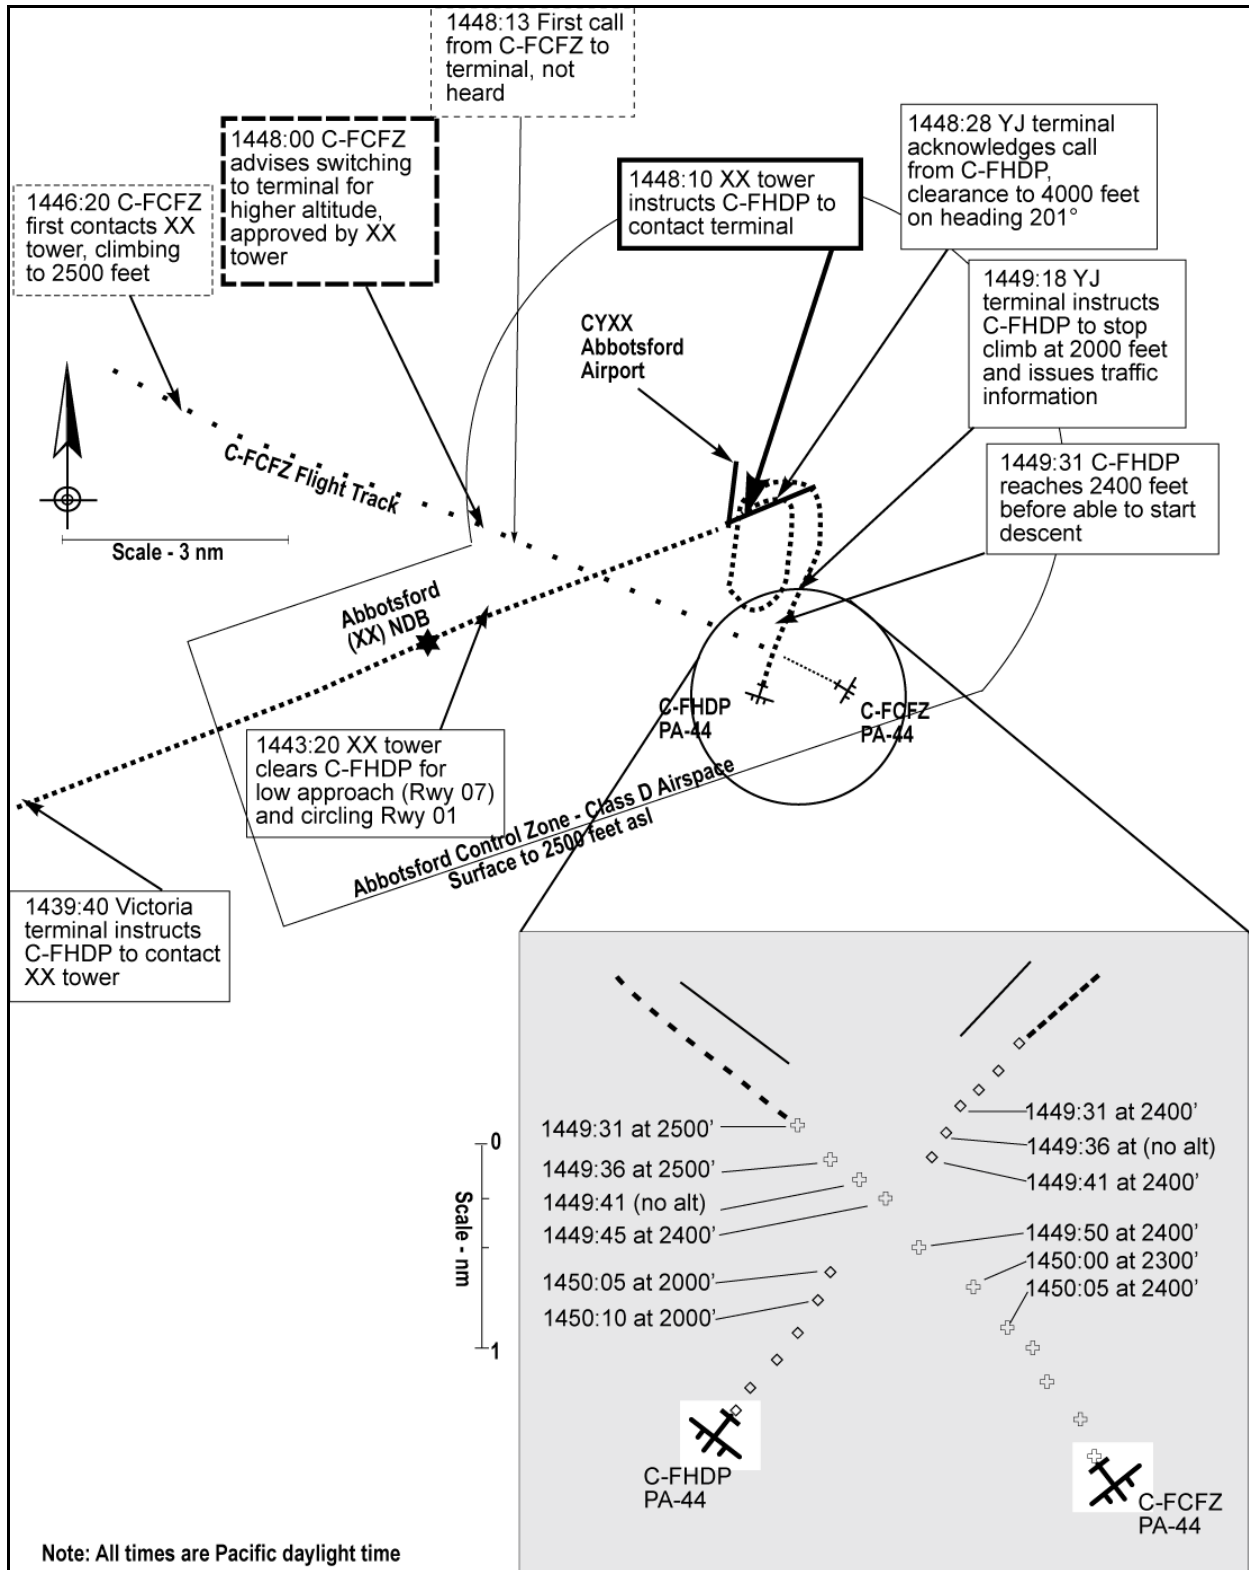 1448:13 First call
from C-FCFZ to
terminal, not
heard
1448:00 C-FCFZ
advises switching
to terminal for
higher altitude,
approved by XX
tower
1446:20 C-FCFZ
first contacts XX
tower, climbing
to 2500 feet
1448:10 XX tower
instructs C-FHDP to
contact terminal
1448:28 YJ terminal
acknowledges call
from C-FHDP,
clearance to 4000 feet
on heading 201°
1449:18 YJ
terminal instructs
C-FHDP to stop
climb at 2000 feet
and issues traffic
information
1449:31 C-FHDP
reaches 2400 feet
before able to start
descent
CYXX
Abbotsford
Airport
C-FCFZ Flight Track
Scale - 3 nm
Abbotsford
(XX) NDB
C-FHDP
PA-44
C-FCFZ
PA-44
1443:20 XX tower
clears C-FHDP for
low approach (Rwy 07)
and circling Rwy 01
Abbotsford Control Zone - Class D Airspace
Surface to 2500 feet asl
1439:40 Victoria
terminal instructs
C-FHDP to contact
XX tower
0
Scale - nm
1
1449:31 at 2500'
1449:36 at 2500'
1449:41 (no alt)
1449:45 at 2400'
1450:05 at 2000'
1450:10 at 2000'
1449:31 at 2400'
1449:36 at (no alt)
1449:41 at 2400'
1449:50 at 2400'
1450:00 at 2300'
1450:05 at 2400'
C-FHDP
PA-44
C-FCFZ
PA-44
Note: All times are Pacific daylight time